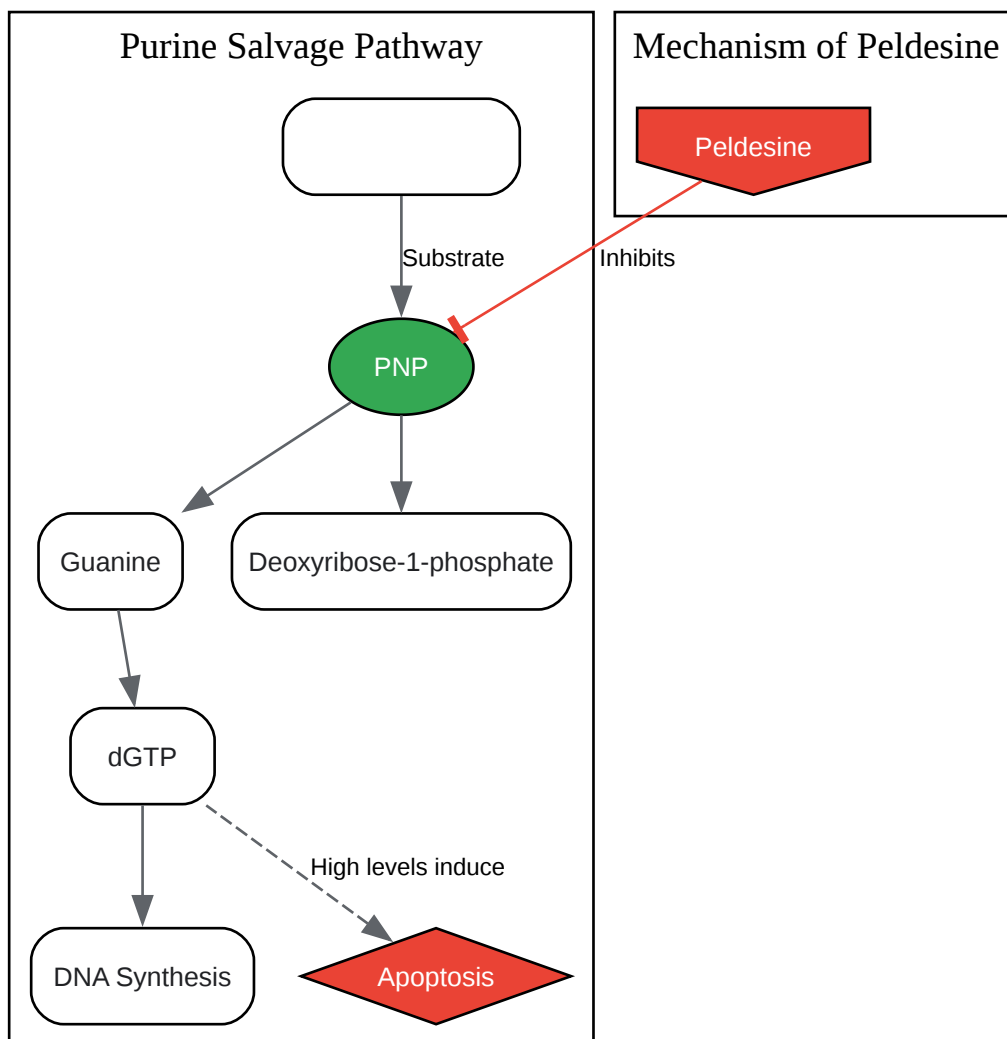 Purine Salvage Pathway
Mechanism of Peldesine
Peldesine
Substrate
Inhibits
PNP
Guanine
Deoxyribose-1-phosphate
dGTP
High levels induce
DNA Synthesis
Apoptosis